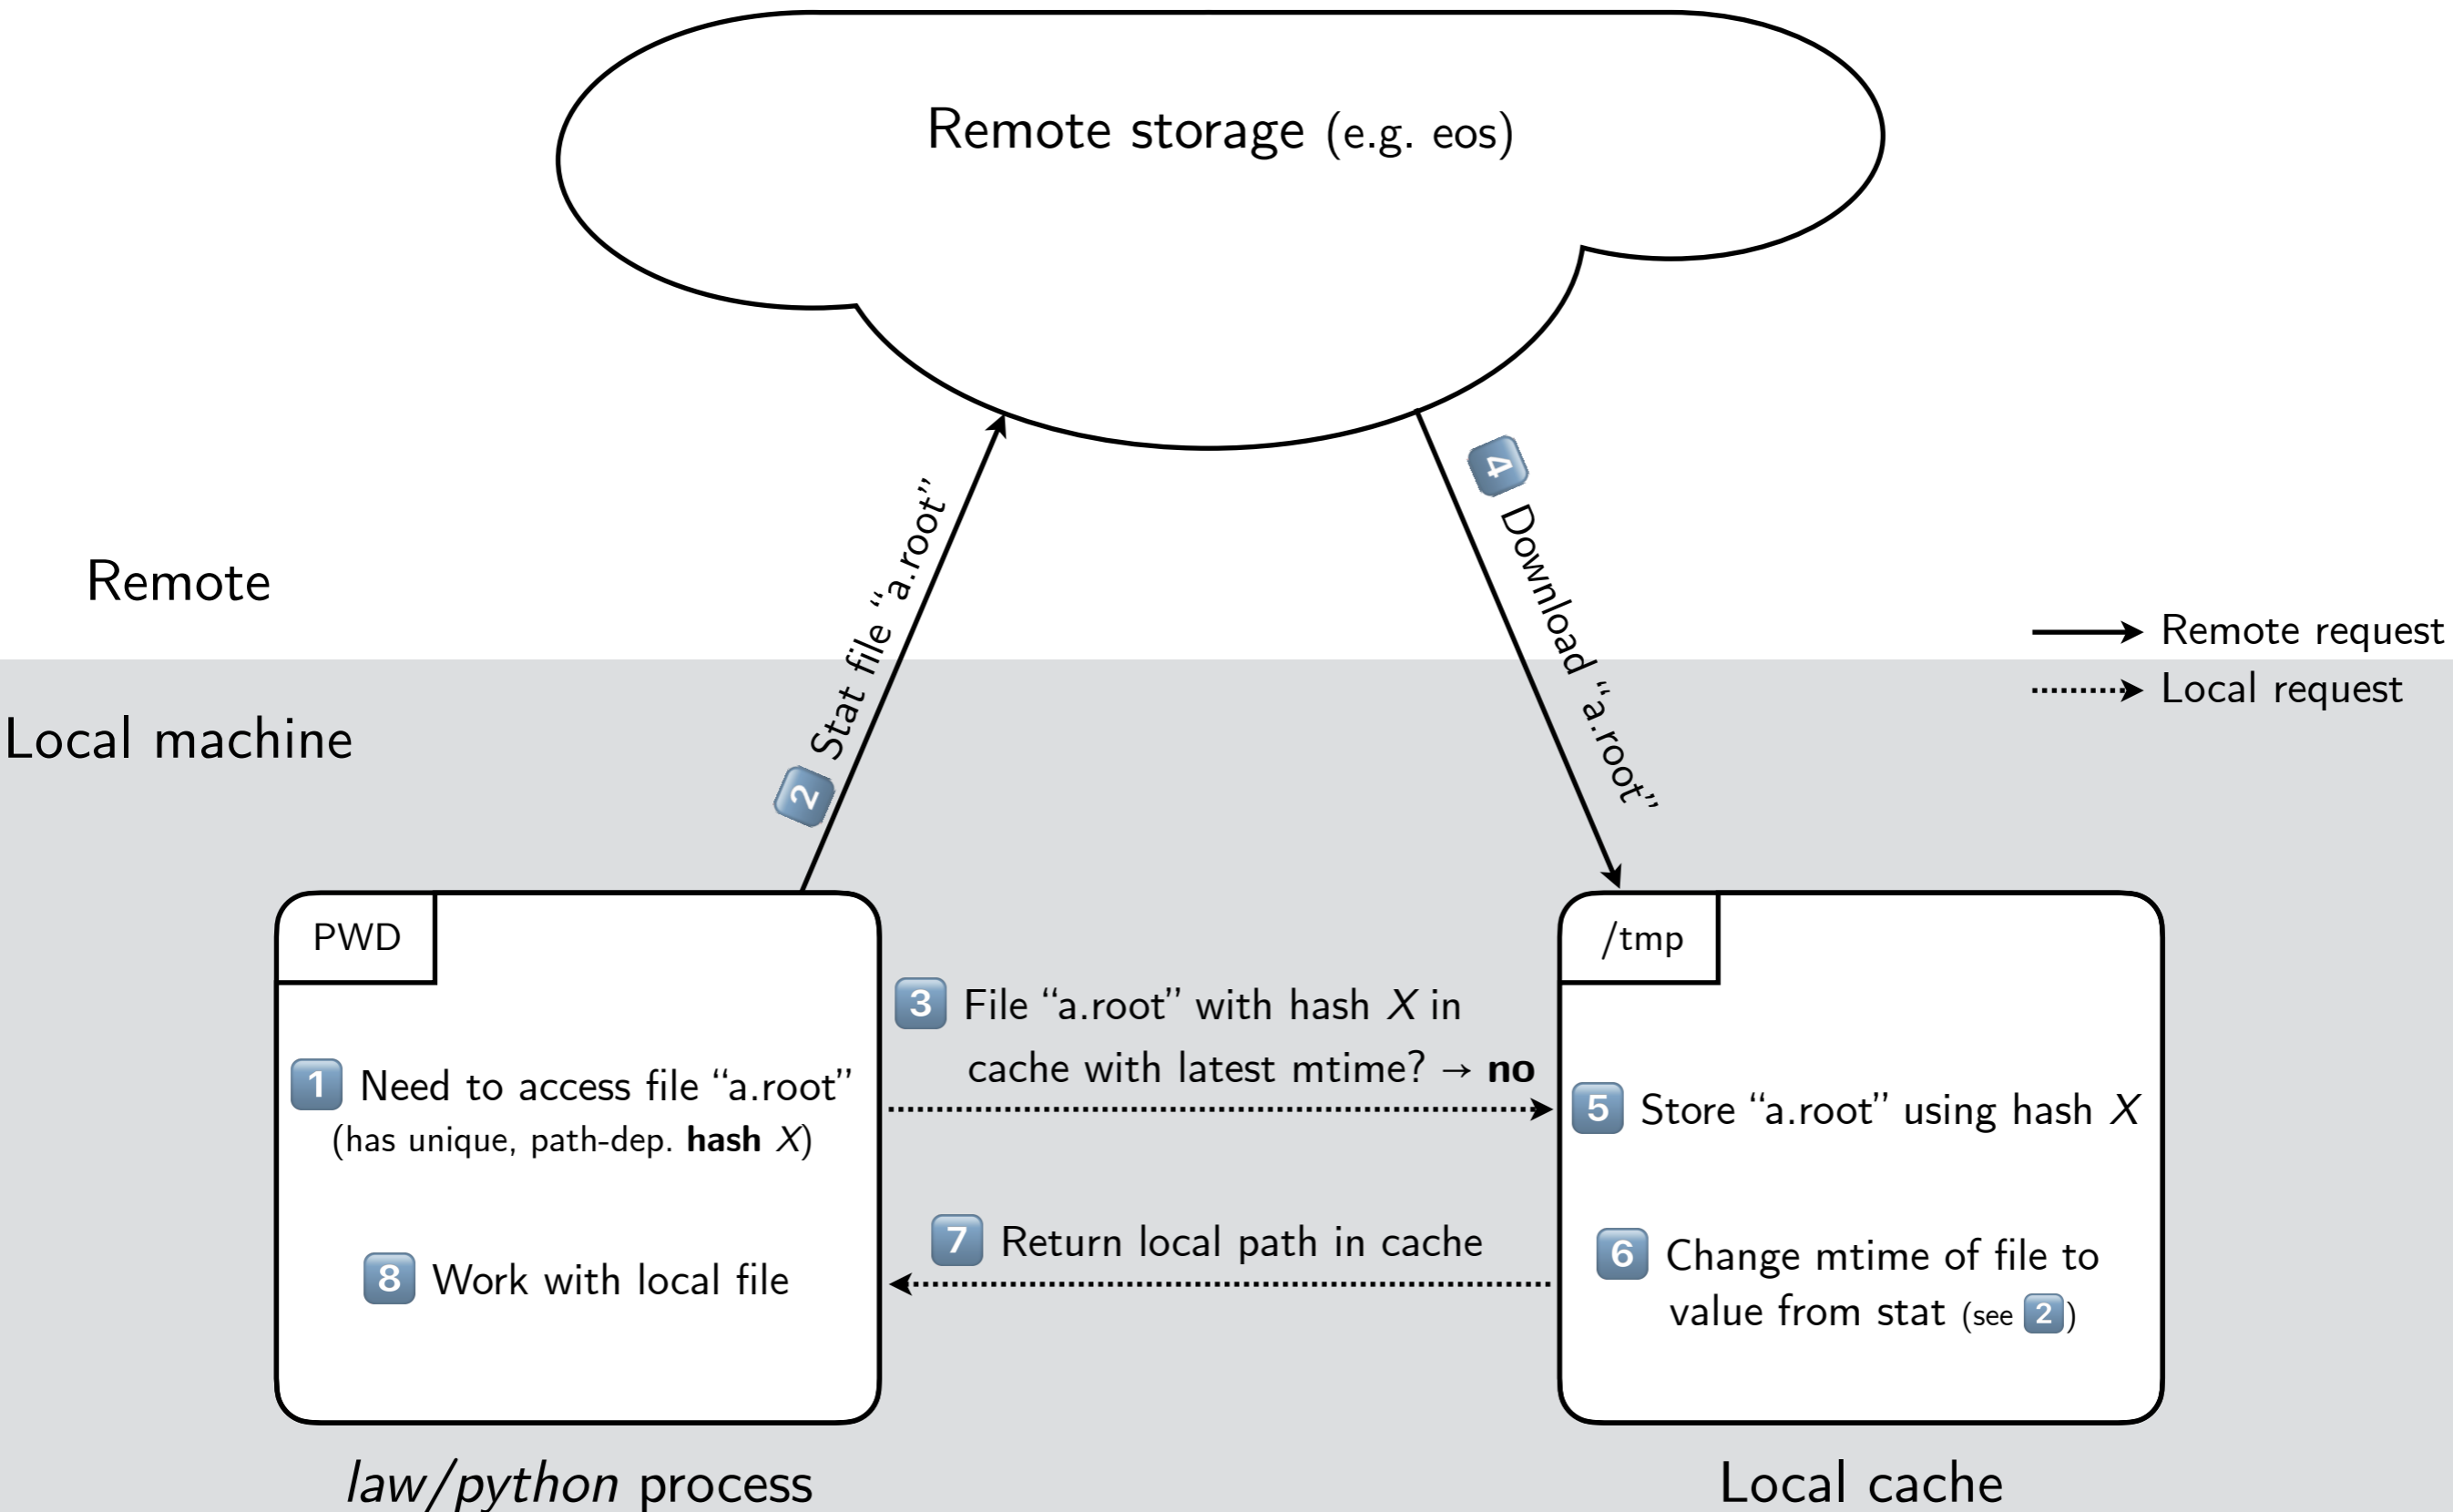 Remote storage (e.g. eos)
2 Stat file “a.root”
4 Download “a.root”
Remote
Remote request
Local request
Local machine
PWD
1 Need to access file “a.root”
(has unique, path-dep. hash X)
8 Work with local file
3 File “a.root” with hash X in
cache with latest mtime? → no
7 Return local path in cache
/tmp
5 Store “a.root” using hash X
6 Change mtime of file to
value from stat (see 2)
law/python process
Local cache